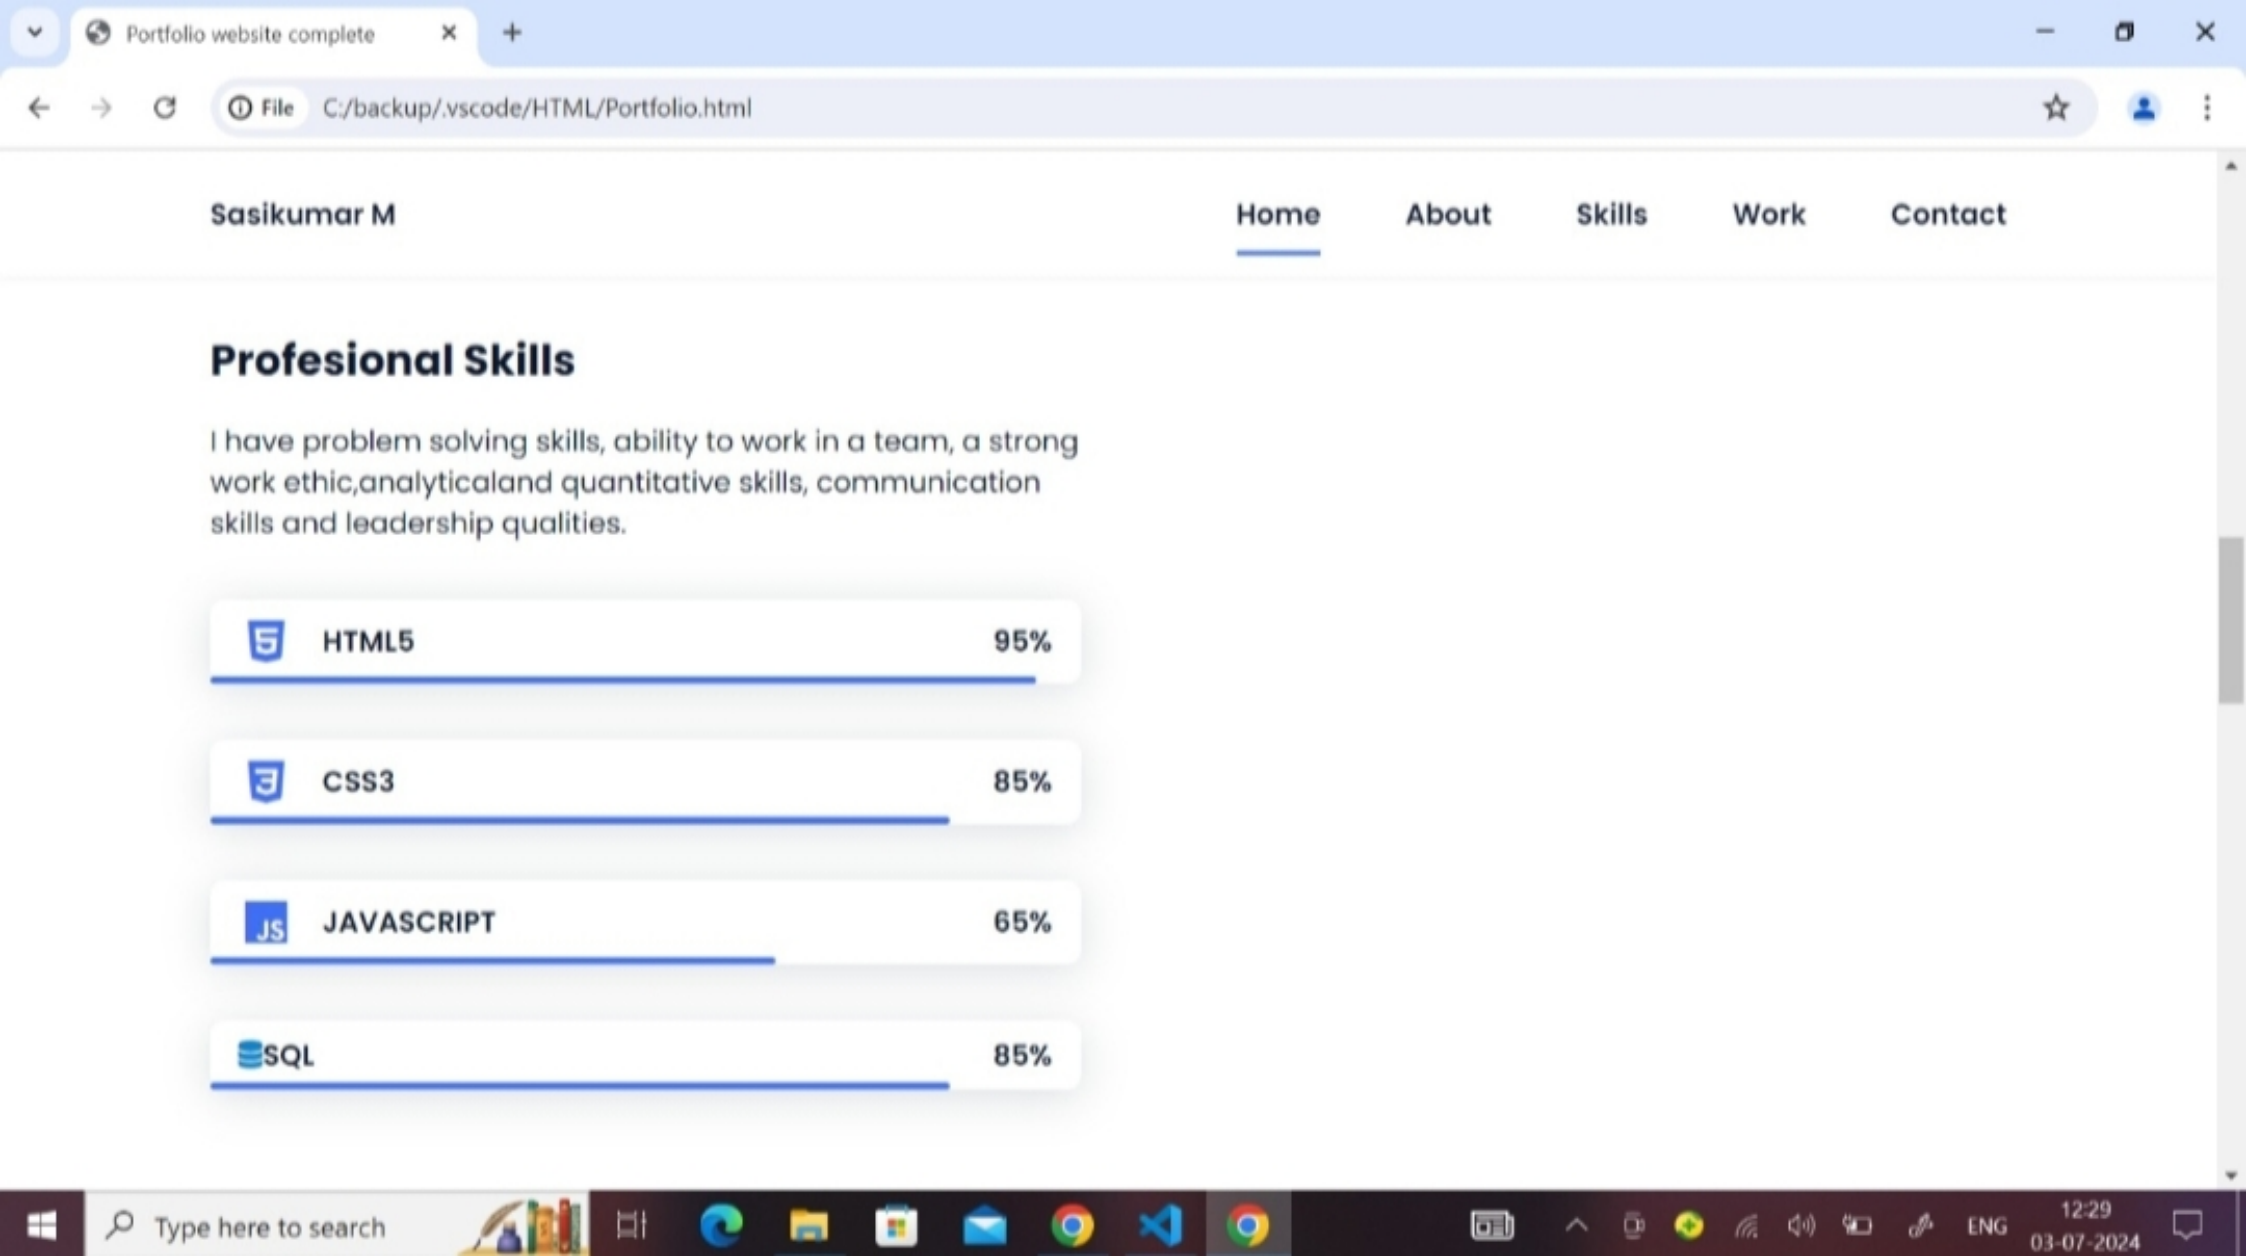 Portfolio website complete
File C:/backup/.vscode/HTML/Portfolio.html
Sasikumar M Home About Skills Work Contact
Profesional Skills
I have problem solving skills, ability to work in a team, a strong
work ethic,analyticaland quantitative skills, communication
skills and leadership qualities.
5 HTML5 95%
3 CSS3 85%
JS JAVASCRIPT 65%
SQL 85%
Type here to search ENG 12:29
03-07-2024